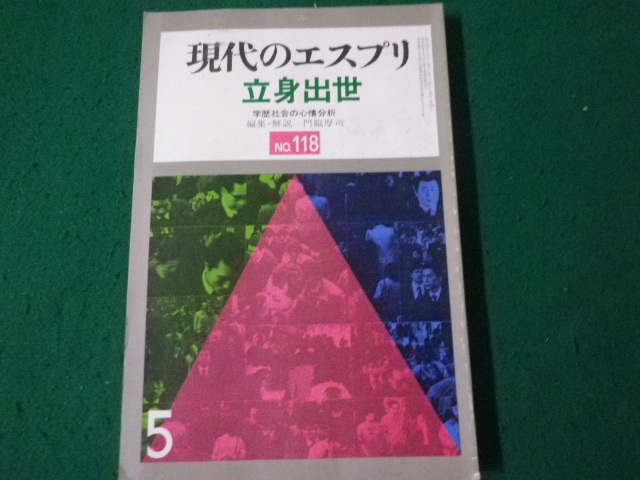 現代のエスプリ
立身出世
学歴社会の心情分析
編集・解説 門脇厚司
NO.118
5